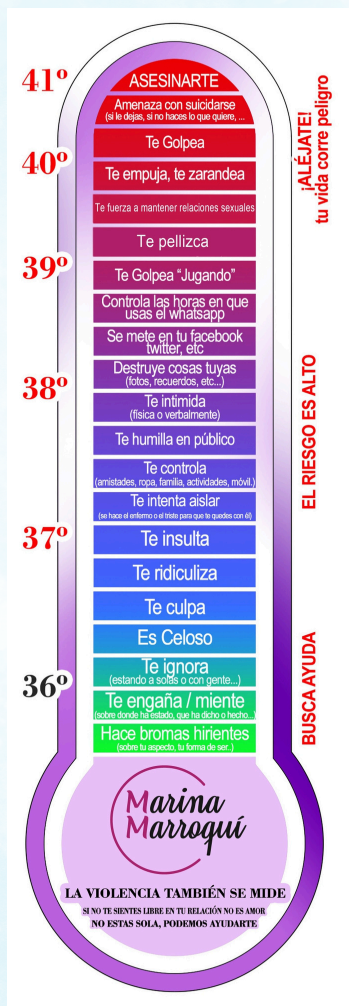 41º
ASESINARTE
Amenaza con suicidarse
(si le dejas, si no haces lo que quiere, ...
Te Golpea
40º
Te empuja, te zarandea
Te fuerza a mantener relaciones sexuales
Te pellizca
39º
Te Golpea “Jugando”
Controla las horas en que
usas el whatsapp
Se mete en tu facebook
twitter, etc
Destruye cosas tuyas
(fotos, recuerdos, etc...)
38º
Te intimida
(física o verbalmente)
Te humilla en público
Te controla
(amistades, ropa, familia, actividades, móvil.)
Te intenta aislar
(se hace el enfermo o el triste para que te quedes con él)
37º
Te insulta
Te ridiculiza
Te culpa
Es Celoso
36º
Te ignora
(estando a solas o con gente...)
Te engaña / miente
(sobre donde ha estado, que ha dicho o hecho...)
Hace bromas hirientes
(sobre tu aspecto, tu forma de ser..)
¡ALÉJATE!
tu vida corre peligro
EL RIESGO ES ALTO
BUSCA AYUDA
Marina
Marroquí
LA VIOLENCIA TAMBIÉN SE MIDE
SI NO TE SIENTES LIBRE EN TU RELACIÓN NO ES AMOR
NO ESTAS SOLA, PODEMOS AYUDARTE